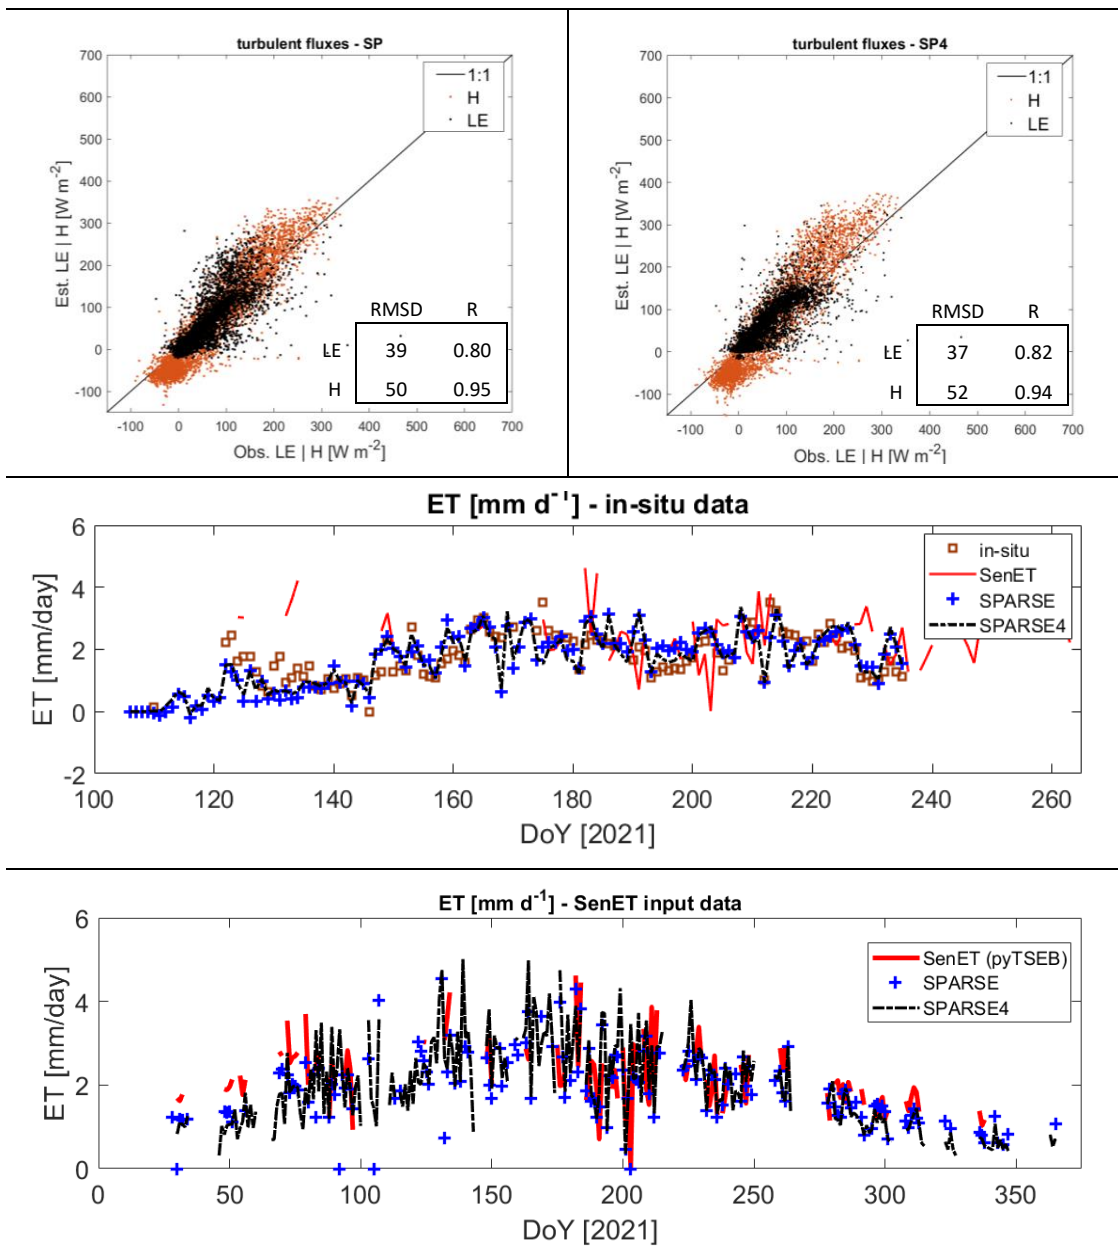 turbulent fluxes - SP
700
600
500
400
300
200
100
0
-100
Est. LE | H [W m-2]
1:1
H
LE
RMSD R
LE 39 0.80
H 50 0.95
-100 0 100 200 300 400 500 600 700
Obs. LE | H [W m-2]
turbulent fluxes - SP4
700
600
500
400
300
200
100
0
-100
Est. LE | H [W m-2]
1:1
H
LE
RMSD R
LE 37 0.82
H 52 0.94
-100 0 100 200 300 400 500 600 700
Obs. LE | H [W m-2]
ET [mm d-1] - in-situ data
6
4
2
0
-2
ET [mm/day]
in-situ
SenET
SPARSE
SPARSE4
100 120 140 160 180 200 220 240 260
DoY [2021]
ET [mm d-1] - SenET input data
6
4
2
0
ET [mm/day]
SenET (pyTSEB)
SPARSE
SPARSE4
0 50 100 150 200 250 300 350
DoY [2021]